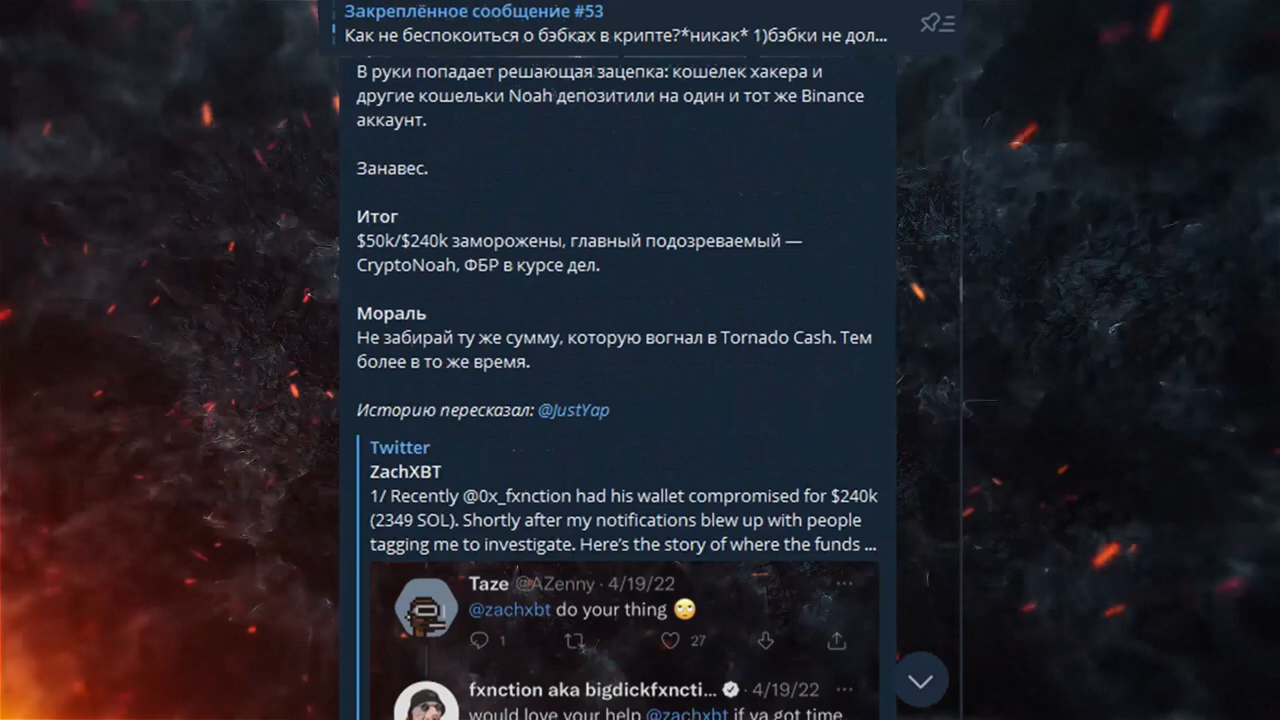 Закреплённое сообщение #53
Как не беспокоиться о бэбках в крипте?*никак* 1)бэбки не дол...
В руки попадает решающая зацепка: кошелек хакера и
другие кошельки Noah депозитили на один и тот же Binance
аккаунт.
Занавес.
Итог
$50k/$240k заморожены, главный подозреваемый —
CryptoNoah, ФБР в курсе дел.
Мораль
Не забирай ту же сумму, которую вогнал в Tornado Cash. Тем
более в то же время.
Историю пересказал: @JustYap
Twitter
ZachXBT
1/ Recently @0x_fxnction had his wallet compromised for $240k
(2349 SOL). Shortly after my notifications blew up with people
tagging me to investigate. Here’s the story of where the funds ...
Taze @AZenny · 4/19/22
@zachxbt do your thing 🙄
1 27
fxnction aka bigdickfxncti... · 4/19/22
would love your help @zachxbt if ya got time